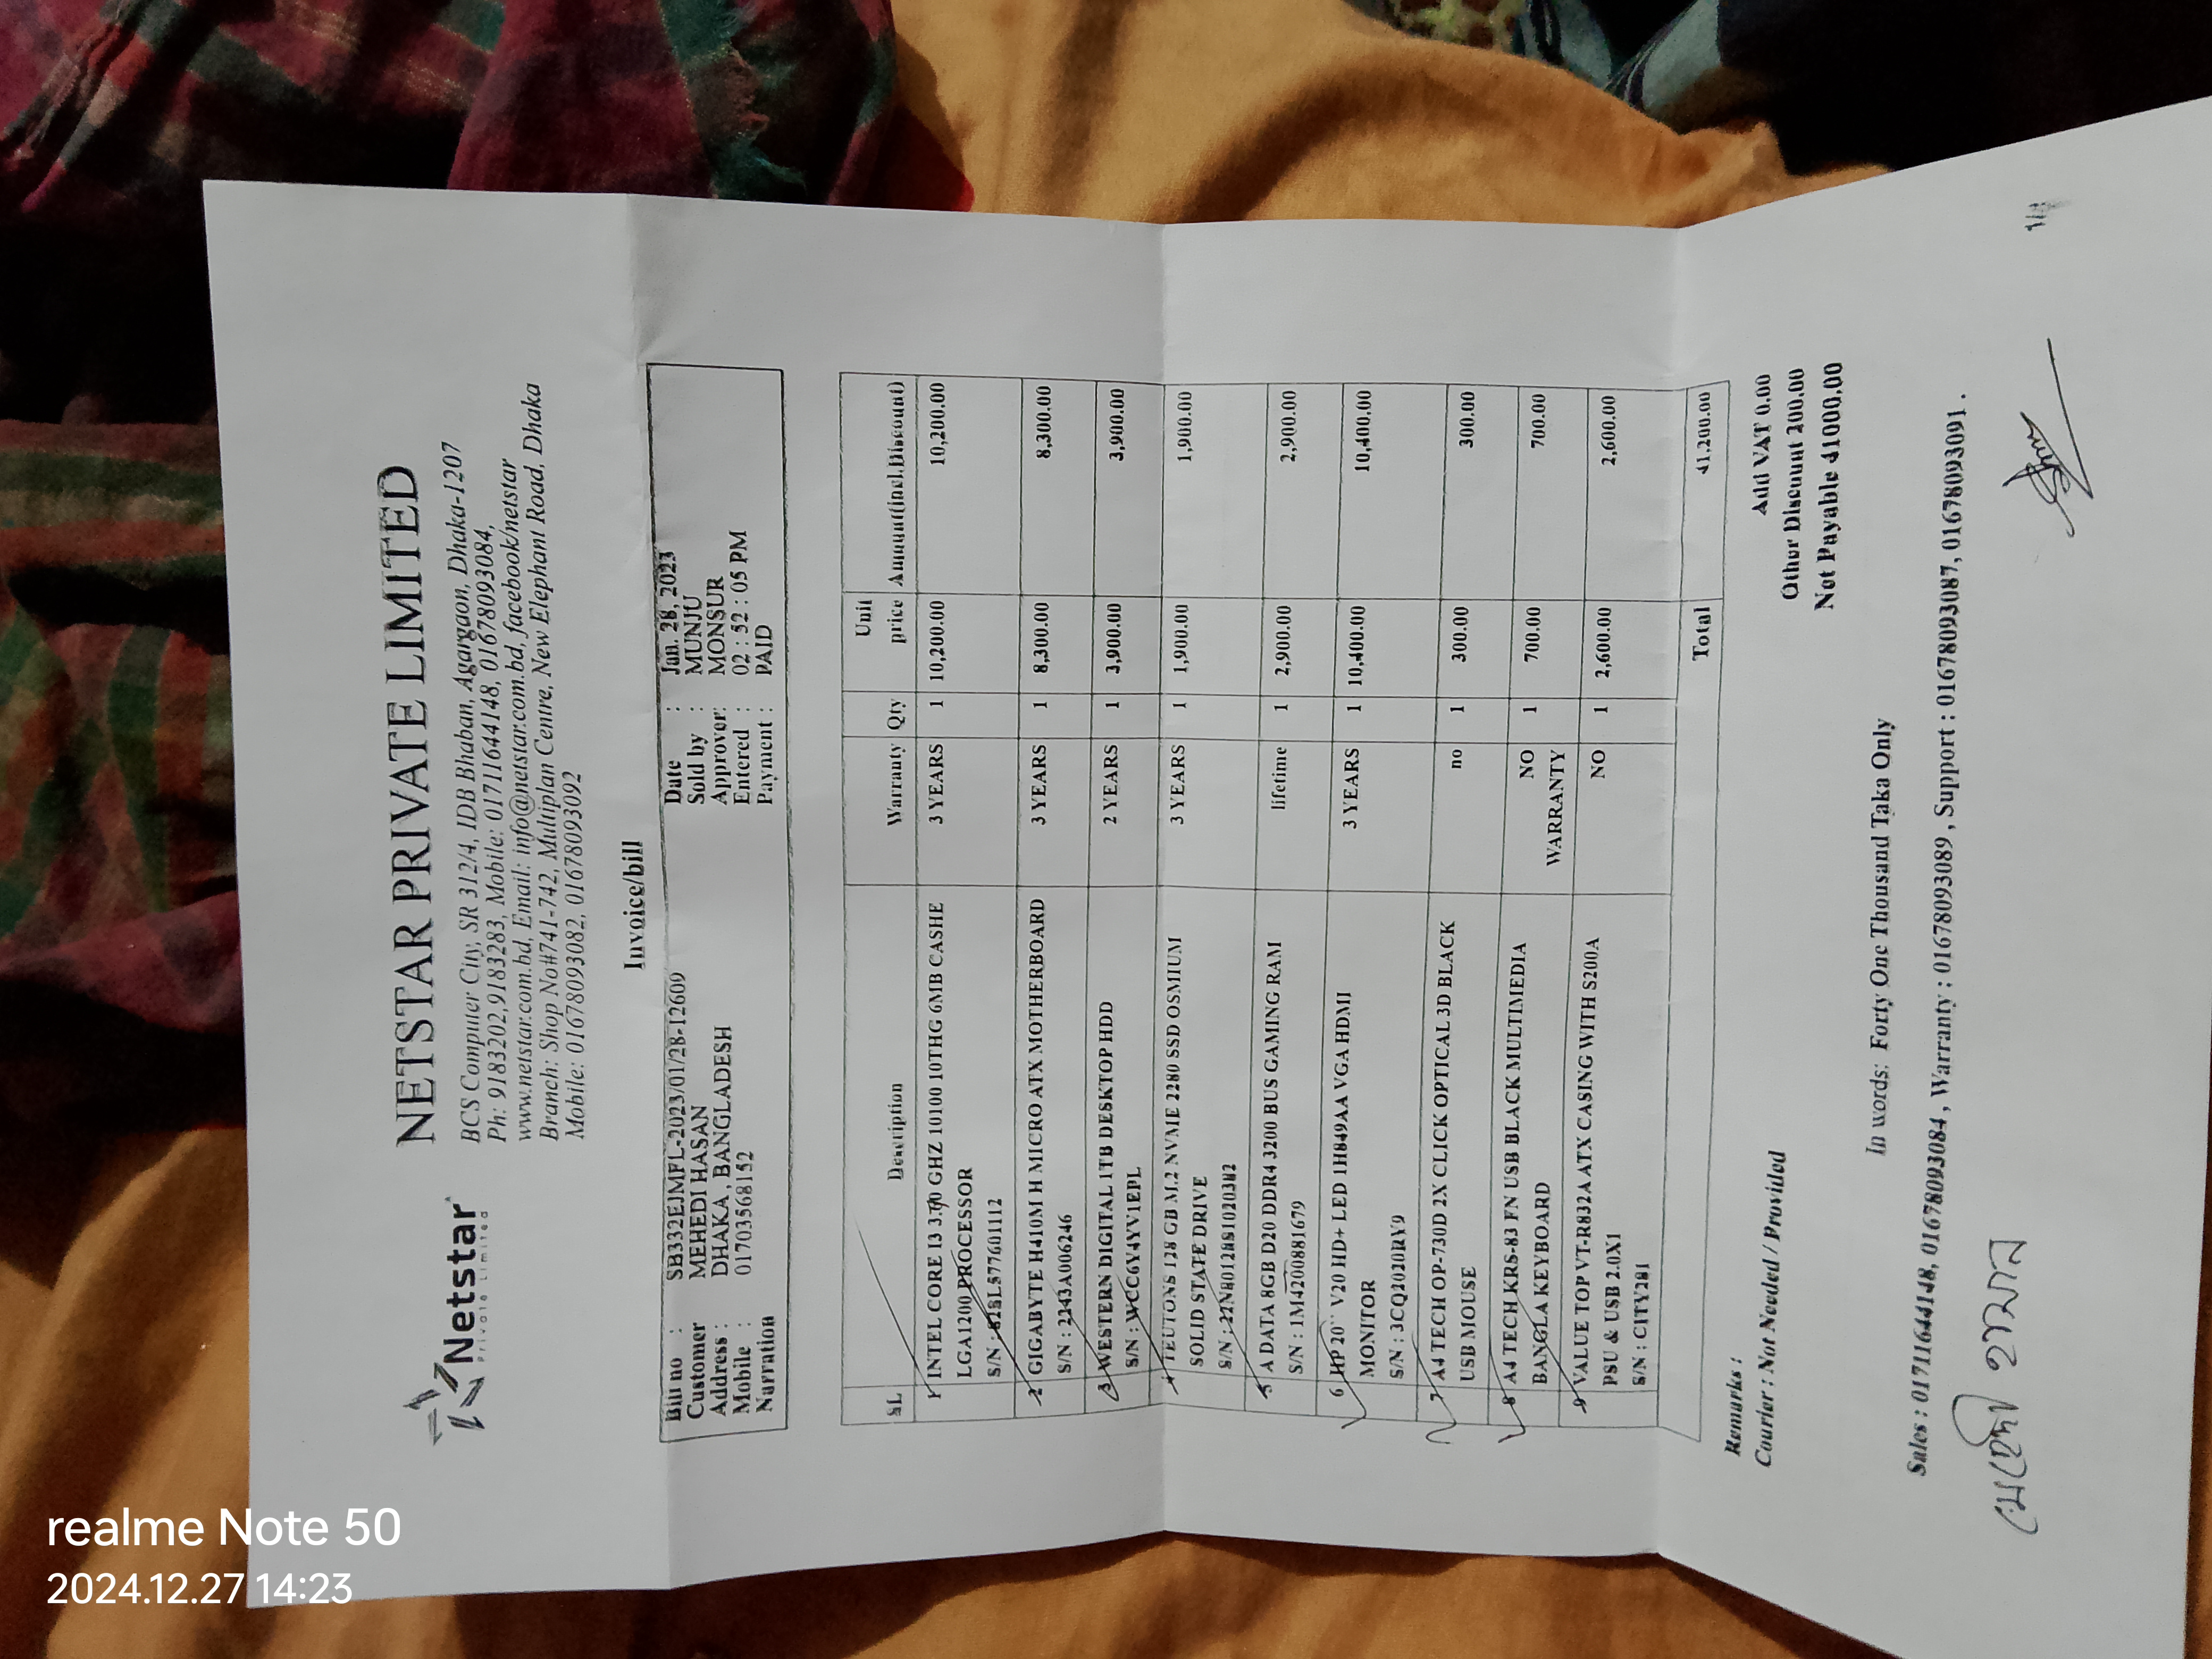 realme Note 50
2024.12.27 14:23
Netstar
Private Limited
NETSTAR PRIVATE LIMITED
BCS Computer City, SR 312/4, IDB Bhaban, Agargaon, Dhaka-1207
Ph: 9183202,9183283, Mobile: 01711644148, 01678093084,
www.netstar.com.bd, Email: info@netstar.com.bd, facebook/netstar
Branch: Shop No#741-742, Multiplan Centre, New Elephant Road, Dhaka
Mobile: 01678093082, 01678093092
Invoice/bill
Bill no : SB332EJMFL-2023/01/28-12609 Date : Jan. 28, 2023
Customer MEHEDI HASAN Sold by : MUNJU
Address : DHAKA , BANGLADESH Approver: MONSUR
Mobile : 01703568152 Entered : 02 : 52 : 05 PM
Narration Payment : PAID
SL Description Warranty Qty Unit price Amount(incl.Discount)
1 INTEL CORE I3 3.60 GHZ 10100 10THG 6MB CASHE 3 YEARS 1 10,200.00 10,200.00
LGA1200 PROCESSOR
S/N : 828L577601112
2 GIGABYTE H410M H MICRO ATX MOTHERBOARD 3 YEARS 1 8,300.00 8,300.00
S/N : 2243A006246
3 WESTERN DIGITAL 1TB DESKTOP HDD 2 YEARS 1 3,900.00 3,900.00
S/N : WCC6Y4YV1EPL
4 TEUTONS 128 GB M.2 NVME 2280 SSD OSMIUM 3 YEARS 1 1,900.00 1,900.00
SOLID STATE DRIVE
S/N : 22N80128S1020382
5 A DATA 8GB D20 DDR4 3200 BUS GAMING RAM lifetime 1 2,900.00 2,900.00
S/N : 1M4200881679
6 HP 20`` V20 HD+ LED 1H849AA VGA HDMI 3 YEARS 1 10,400.00 10,400.00
MONITOR
S/N : 3CQ2020RV9
7 A4 TECH OP-730D 2X CLICK OPTICAL 3D BLACK no 1 300.00 300.00
USB MOUSE
8 A4 TECH KRS-83 FN USB BLACK MULTIMEDIA NO 1 700.00 700.00
BANGLA KEYBOARD WARRANTY
9 VALUE TOP VT-R832A ATX CASING WITH S200A NO 1 2,600.00 2,600.00
PSU & USB 2.0X1
S/N : CITY281
Total 41,200.00
Remarks :
Courier : Not Needed / Provided
Add VAT 0.00
Other Discount 200.00
Net Payable 41000.00
In words: Forty One Thousand Taka Only
Sales : 01711644148, 01678093084 , Warranty : 01678093089 , Support : 01678093087, 01678093091 .
মেহেদী হাসান
1/1